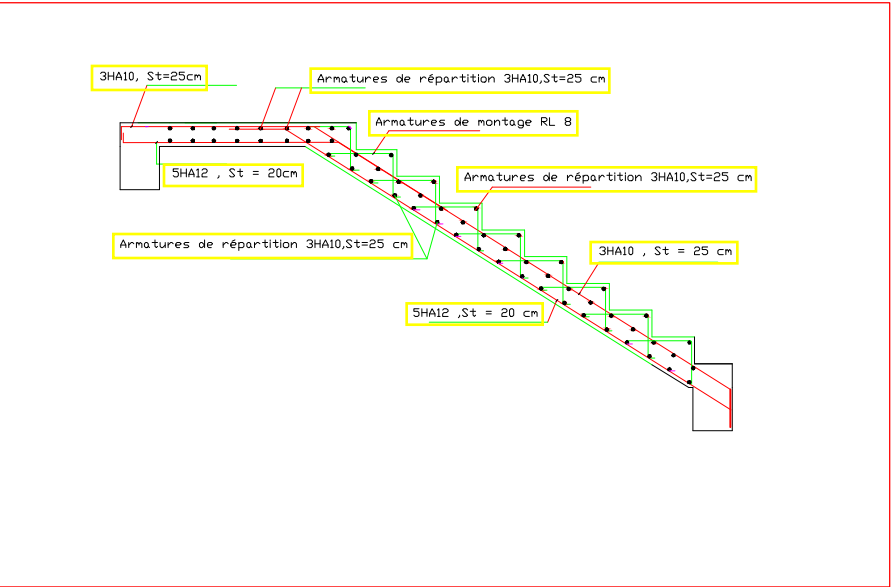 3HA10, St=25cm
Armatures de répartition 3HA10,St=25 cm
Armatures de montage RL 8
5HA12 , St = 20cm
Armatures de répartition 3HA10,St=25 cm
Armatures de répartition 3HA10,St=25 cm
3HA10 , St = 25 cm
5HA12 ,St = 20 cm